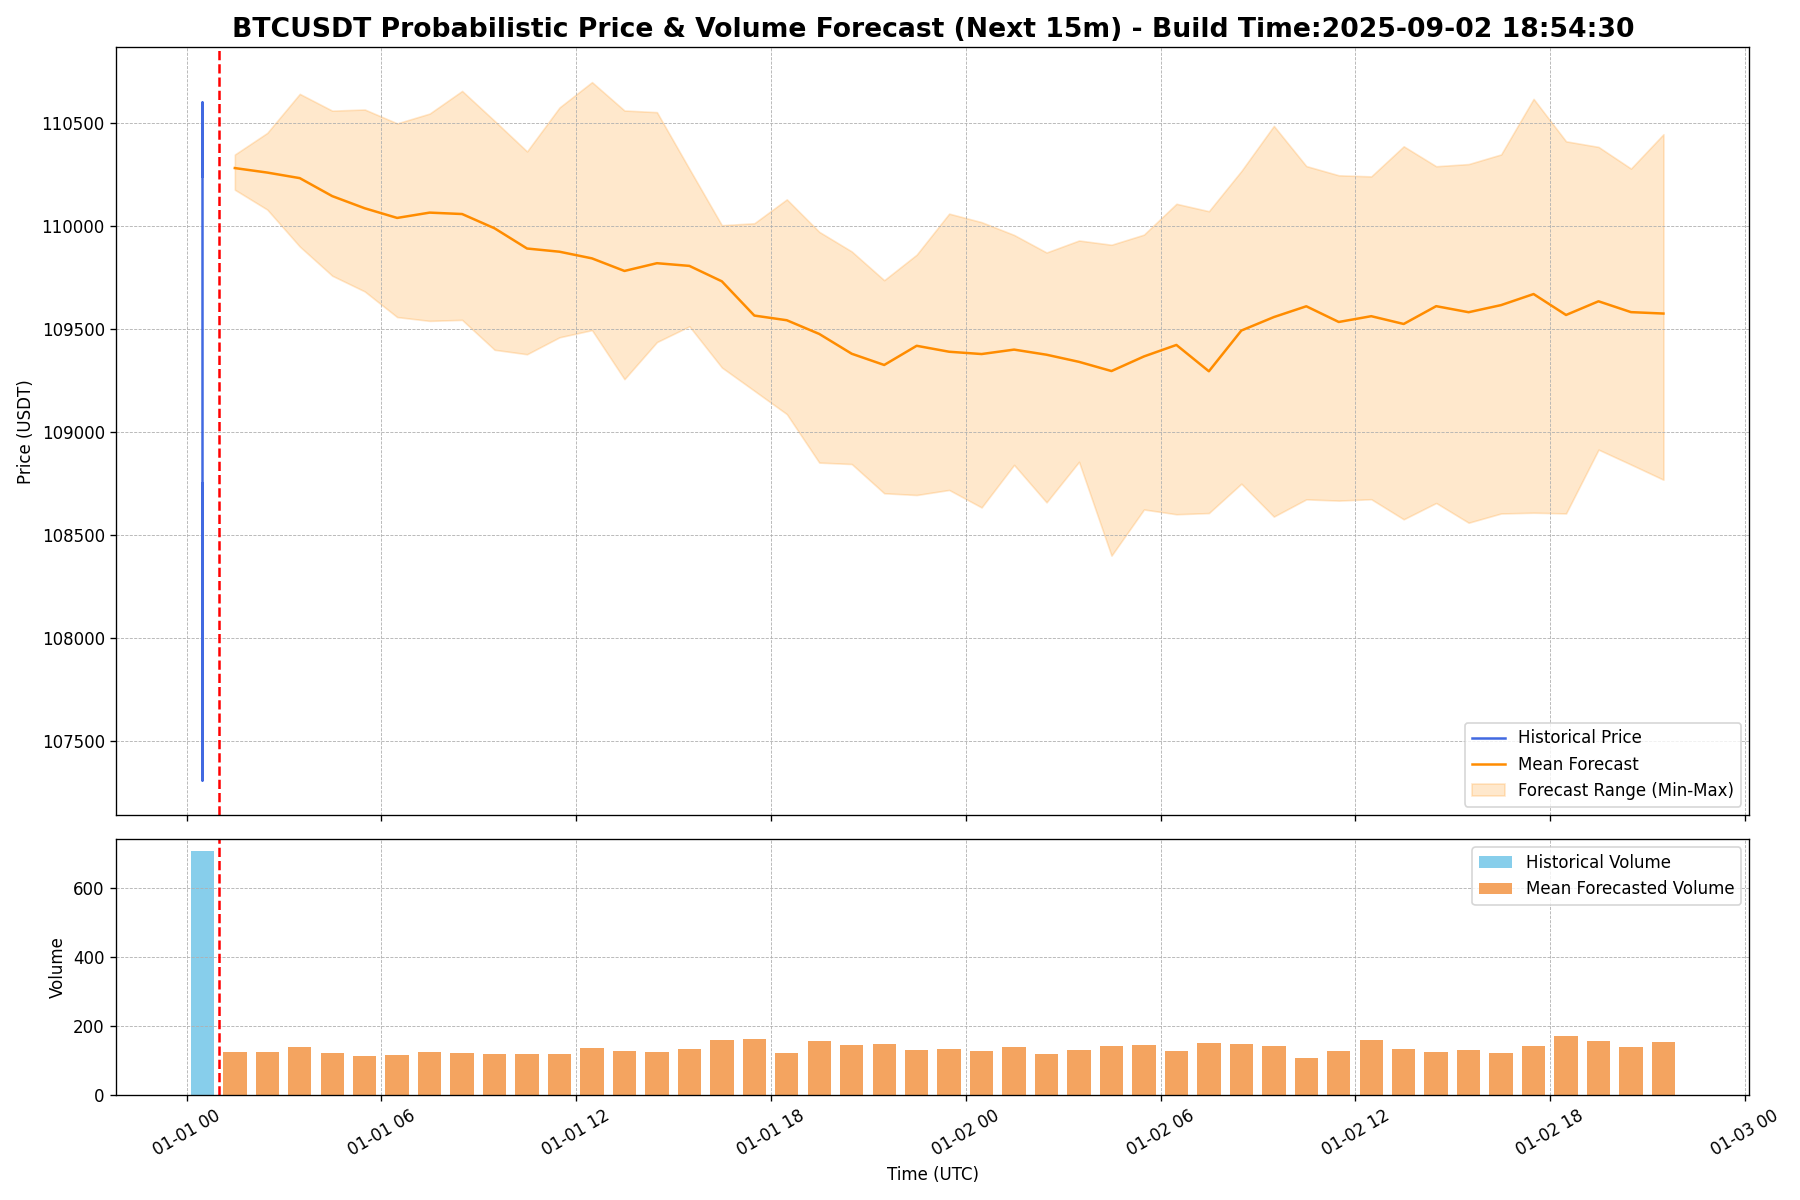 BTCUSDT Probabilistic Price & Volume Forecast (Next 15m) - Build Time:2025-09-02 18:54:30
110500
110000
109500
109000
108500
108000
107500
Price (USDT)
Historical Price
Mean Forecast
Forecast Range (Min-Max)
600
400
200
0
Volume
Historical Volume
Mean Forecasted Volume
01-01 00
01-01 06
01-01 12
01-01 18
01-02 00
01-02 06
01-02 12
01-02 18
01-03 00
Time (UTC)